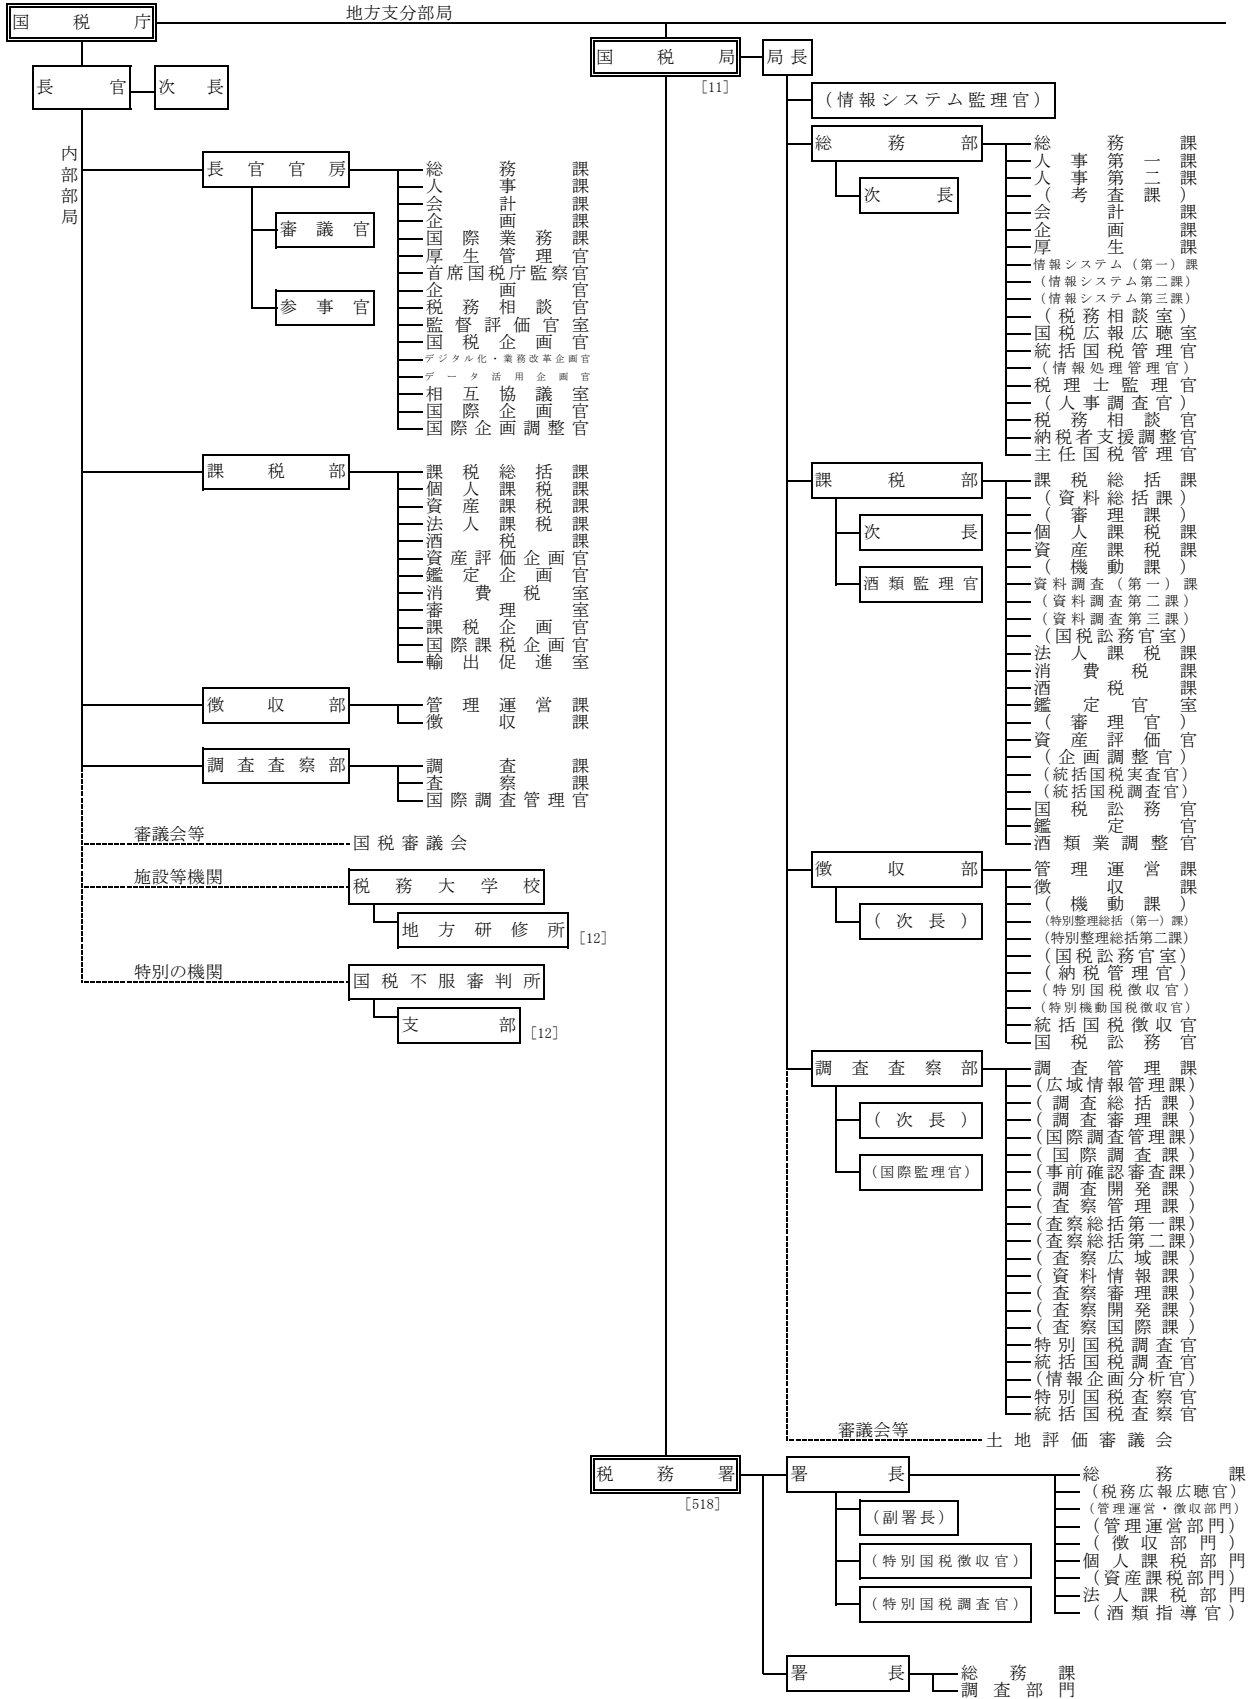 国税庁
地方支分部局
長官
次長
内部部局
長官官房
審議官
参事官
総務課
人事課
会計課
企画課
国際業務課
厚生管理官
首席国税庁監察官
企画官
税務相談官
監督評価官室
国税企画官
デジタル化・業務改革企画官
データ活用企画官
相互協議室
国際企画官
国際企画調整官
課税部
課税総括課
個人課税課
資産課税課
法人課税課
酒税課
資産評価企画官
鑑定企画官
消費税室
審理室
課税企画官
国際課税企画官
輸出促進室
徴収部
管理運営課
徴収課
調査査察部
調査課
査察課
国際調査管理官
審議会等
国税審議会
施設等機関
税務大学校
地方研修所
[12]
特別の機関
国税不服審判所
支部
[12]
国税局
[11]
局長
(情報システム監理官)
総務部
次長
総務課
人事第一課
人事第二課
(考査課)
会計課
企画課
厚生課
情報システム(第一)課
(情報システム第二課)
(情報システム第三課)
(税務相談室)
国税広報広聴室
統括国税管理官
(情報処理管理官)
税理士監理官
(人事調査官)
税務相談官
納税者支援調整官
主任国税管理官
課税部
次長
酒類監理官
課税総括課
(資料総括課)
(審理課)
個人課税課
資産課税課
(機動課)
資料調査(第一)課
(資料調査第二課)
(資料調査第三課)
(国税訟務官室)
法人課税課
消費税課
酒税課
鑑定官室
(審理官)
資産評価官
(企画調整官)
(統括国税実査官)
(統括国税調査官)
国税訟務官
鑑定官
酒類業調整官
徴収部
(次長)
管理運営課
徴収課
(機動課)
(特別整理総括(第一)課)
(特別整理総括第二課)
(国税訟務官室)
(納税管理官)
(特別国税徴収官)
(特別機動国税徴収官)
統括国税徴収官
国税訟務官
調査査察部
(次長)
(国際監理官)
調査管理課
(広域情報管理課)
(調査総括課)
(調査審理課)
(国際調査管理課)
(国際調査課)
(事前確認審査課)
(調査開発課)
(査察管理課)
(査察総括第一課)
(査察総括第二課)
(査察広域課)
(資料情報課)
(査察審理課)
(査察開発課)
(査察国際課)
特別国税調査官
統括国税調査官
(情報企画分析官)
特別国税査察官
統括国税査察官
審議会等
土地評価審議会
税務署
[518]
署長
(副署長)
(特別国税徴収官)
(特別国税調査官)
総務課
(税務広報広聴官)
(管理運営・徴収部門)
(管理運営部門)
(徴収部門)
個人課税部門
(資産課税部門)
法人課税部門
(酒類指導官)
署長
総務課
調査部門